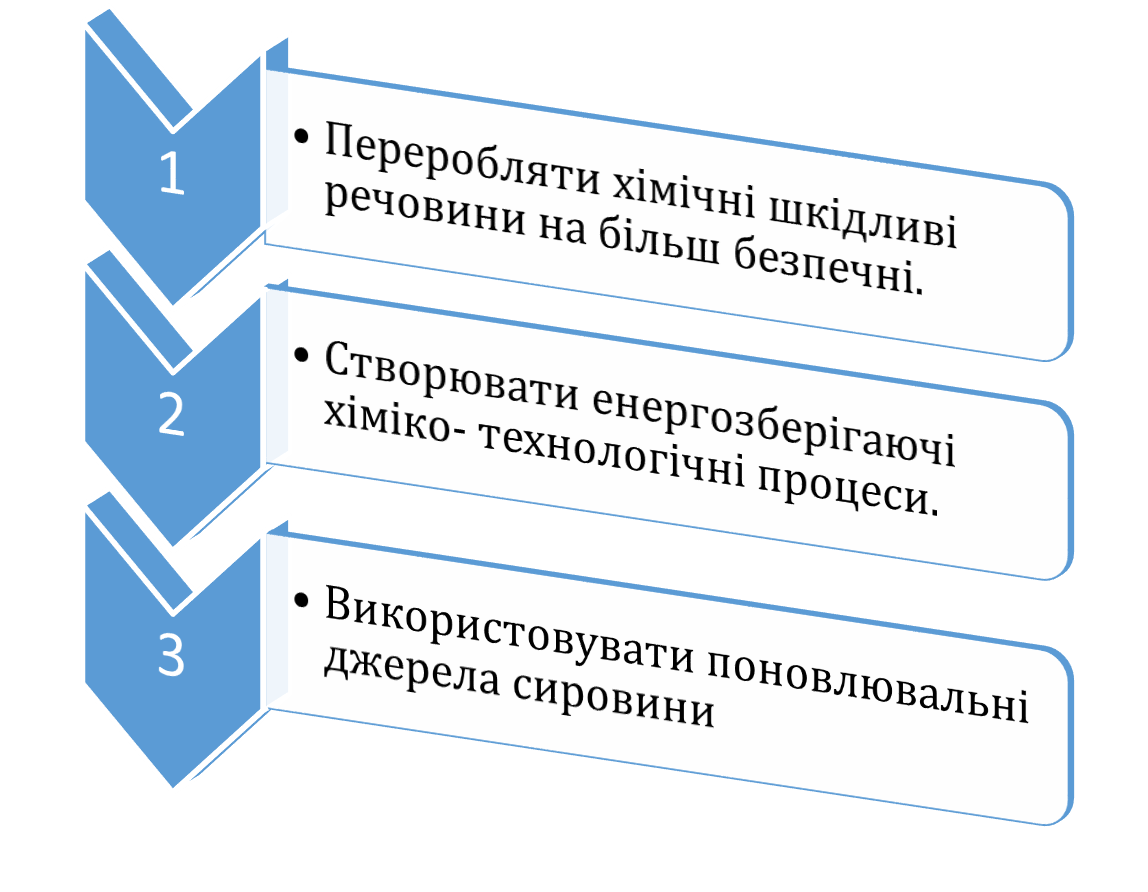 1
• Переробляти хімічні шкідливі
речовини на більш безпечні.
2
• Створювати енергозберігаючі
хіміко- технологічні процеси.
3
• Використовувати поновлювальні
джерела сировини